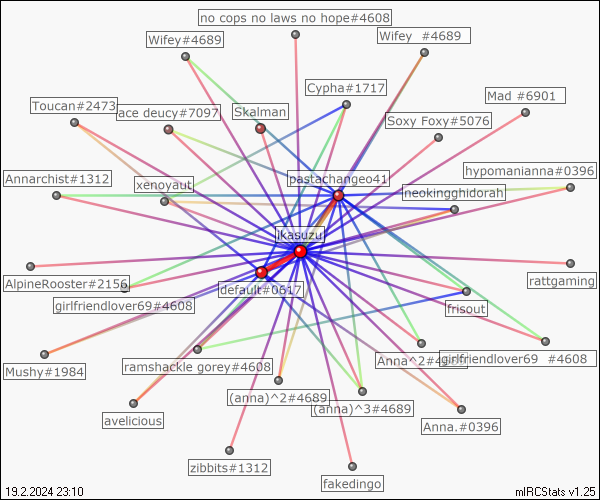 no cops no laws no hope#4608
Wifey #4689
Wifey#4689
Cypha#1717
Mad #6901
Toucan#2473
ace deucy#7097
Skalman
Soxy Foxy#5076
hypomanianna#0396
Annarchist#1312
xenoyaut
pastachangeo41
neokingghidorah
iKasuzu
AlpineRooster#2156
default#0617
rattgaming
girlfriendlover69#4608
frisout
Mushy#1984
ramshackle gorey#4608
Anna^2#4
girlfriendlover69 #4608
(anna)^2#4689
(anna)^3#4689
avelicious
Anna.#0396
zibbits#1312
fakedingo
19.2.2024 23:10
mIRCStats v1.25